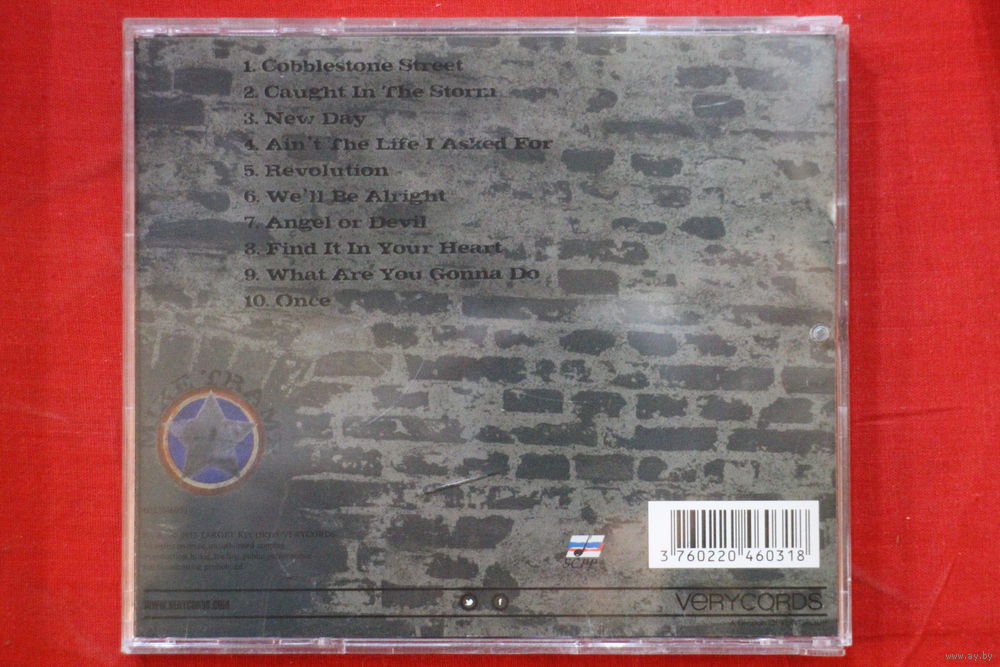 1. Cobblestone Street
2. Caught In The Storm
3. New Day
4. Ain't The Life I Asked For
5. Revolution
6. We'll Be Alright
7. Angel or Devil
8. Find It In Your Heart
9. What Are You Gonna Do
10. Once
SCPP
3 760220 460318
WWW.VERYCORDS.COM
VERYCORDS
www.ay.by